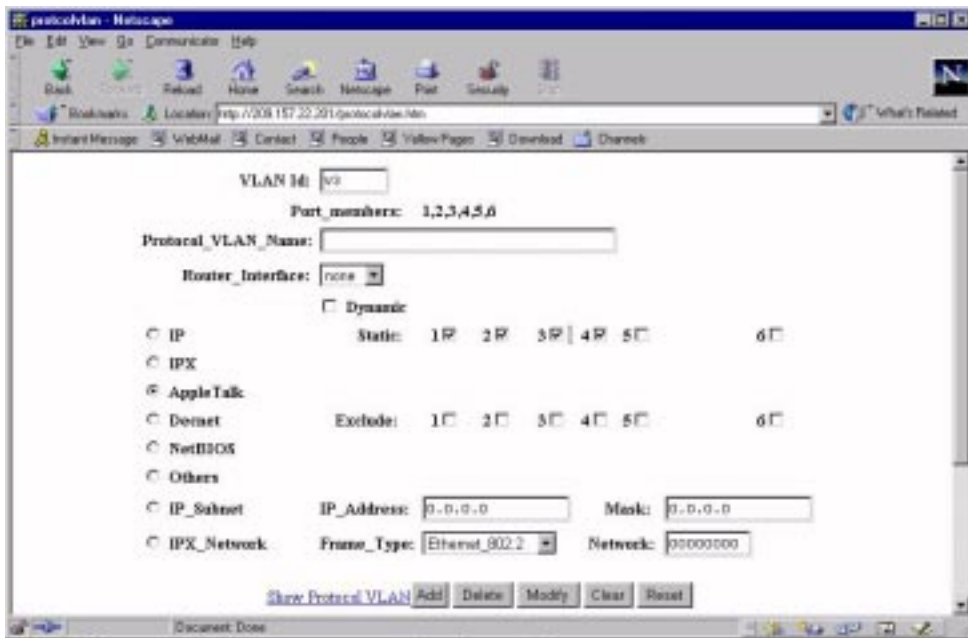 protcolvlan - Netscape
File Edit View Go Communicator Help
Back Reload Home Search Netscape Print Security
Bookmarks Location: http://209.157.22.201/protocolvlan.htm What's Related
Instant Message WebMail Contact People Yellow Pages Download Channels
VLAN Id:
Port_members: 1,2,3,4,5,6
Protocal_VLAN_Name:
Router_Interface: none
Dynamic
IP Static: 1 2 3 4 5 6
IPX
AppleTalk
Decnet Exclude: 1 2 3 4 5 6
NetBIOS
Others
IP_Subnet IP_Address: 0.0.0.0 Mask: 0.0.0.0
IPX_Network Frame_Type: Ethernet_802.2 Network: 00000000
Show Protocol VLAN Add Delete Modify Clear Reset
Document: Done